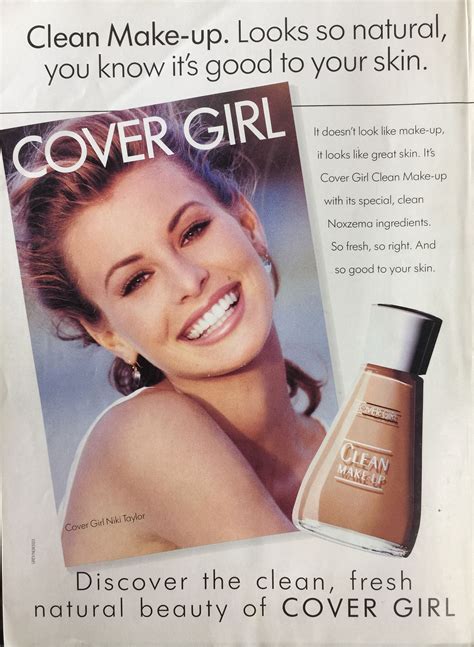 Clean Make-up. Looks so natural,
you know it's good to your skin.
COVER GIRL
It doesn't look like make-up,
it looks like great skin. It's
Cover Girl Clean Make-up
with its special, clean
Noxzema ingredients.
So fresh, so right. And
so good to your skin.
COVER GIRL
CLEAN
MAKE-UP
Cover Girl Niki Taylor
Discover the clean, fresh
natural beauty of COVER GIRL